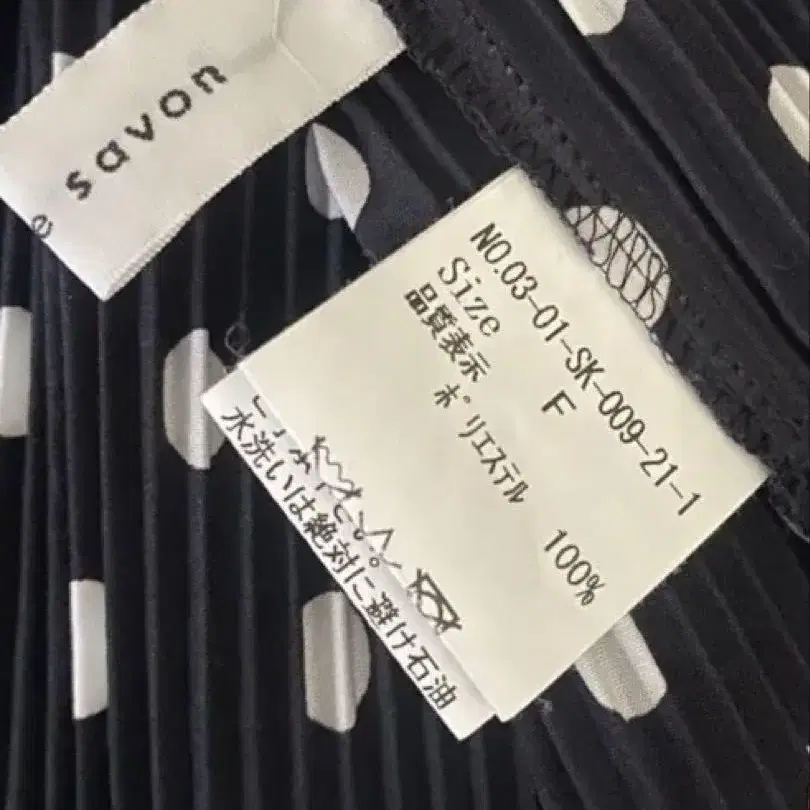 e savon
NO.03-01-SK-009-21-1
Size F
品質表示
ポリエステル 100%
水洗いは絶対に避け石油